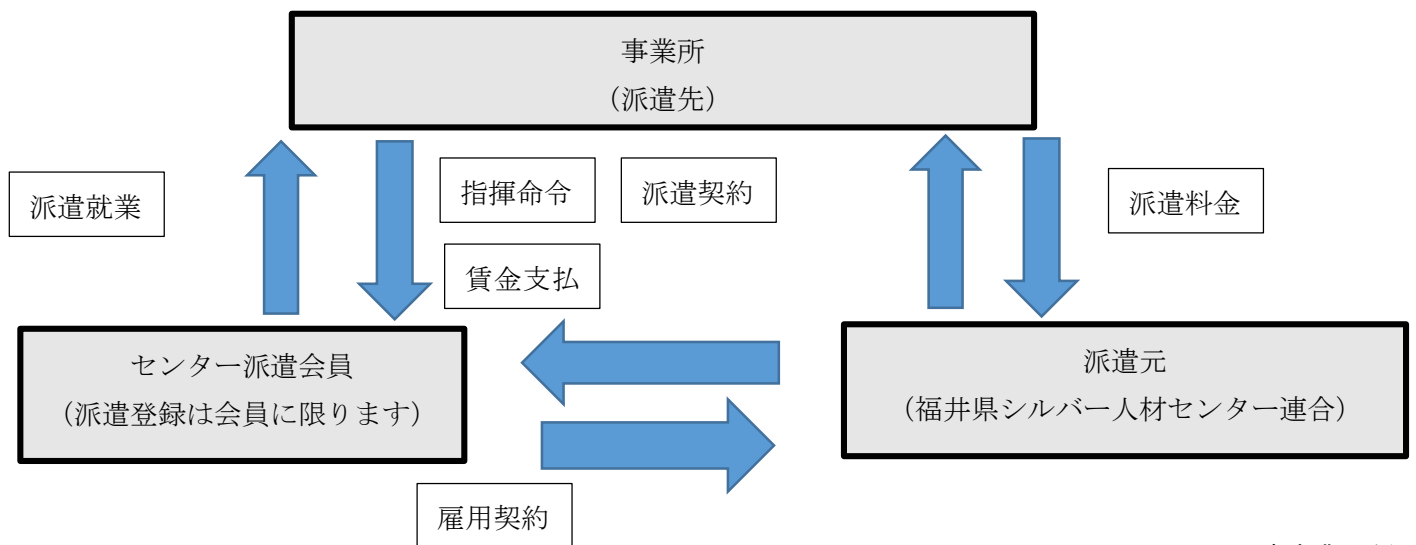 事業所
（派遣先）
派遣就業
指揮命令
派遣契約
派遣料金
賃金支払
センター派遣会員
（派遣登録は会員に限ります）
派遣元
（福井県シルバー人材センター連合）
雇用契約